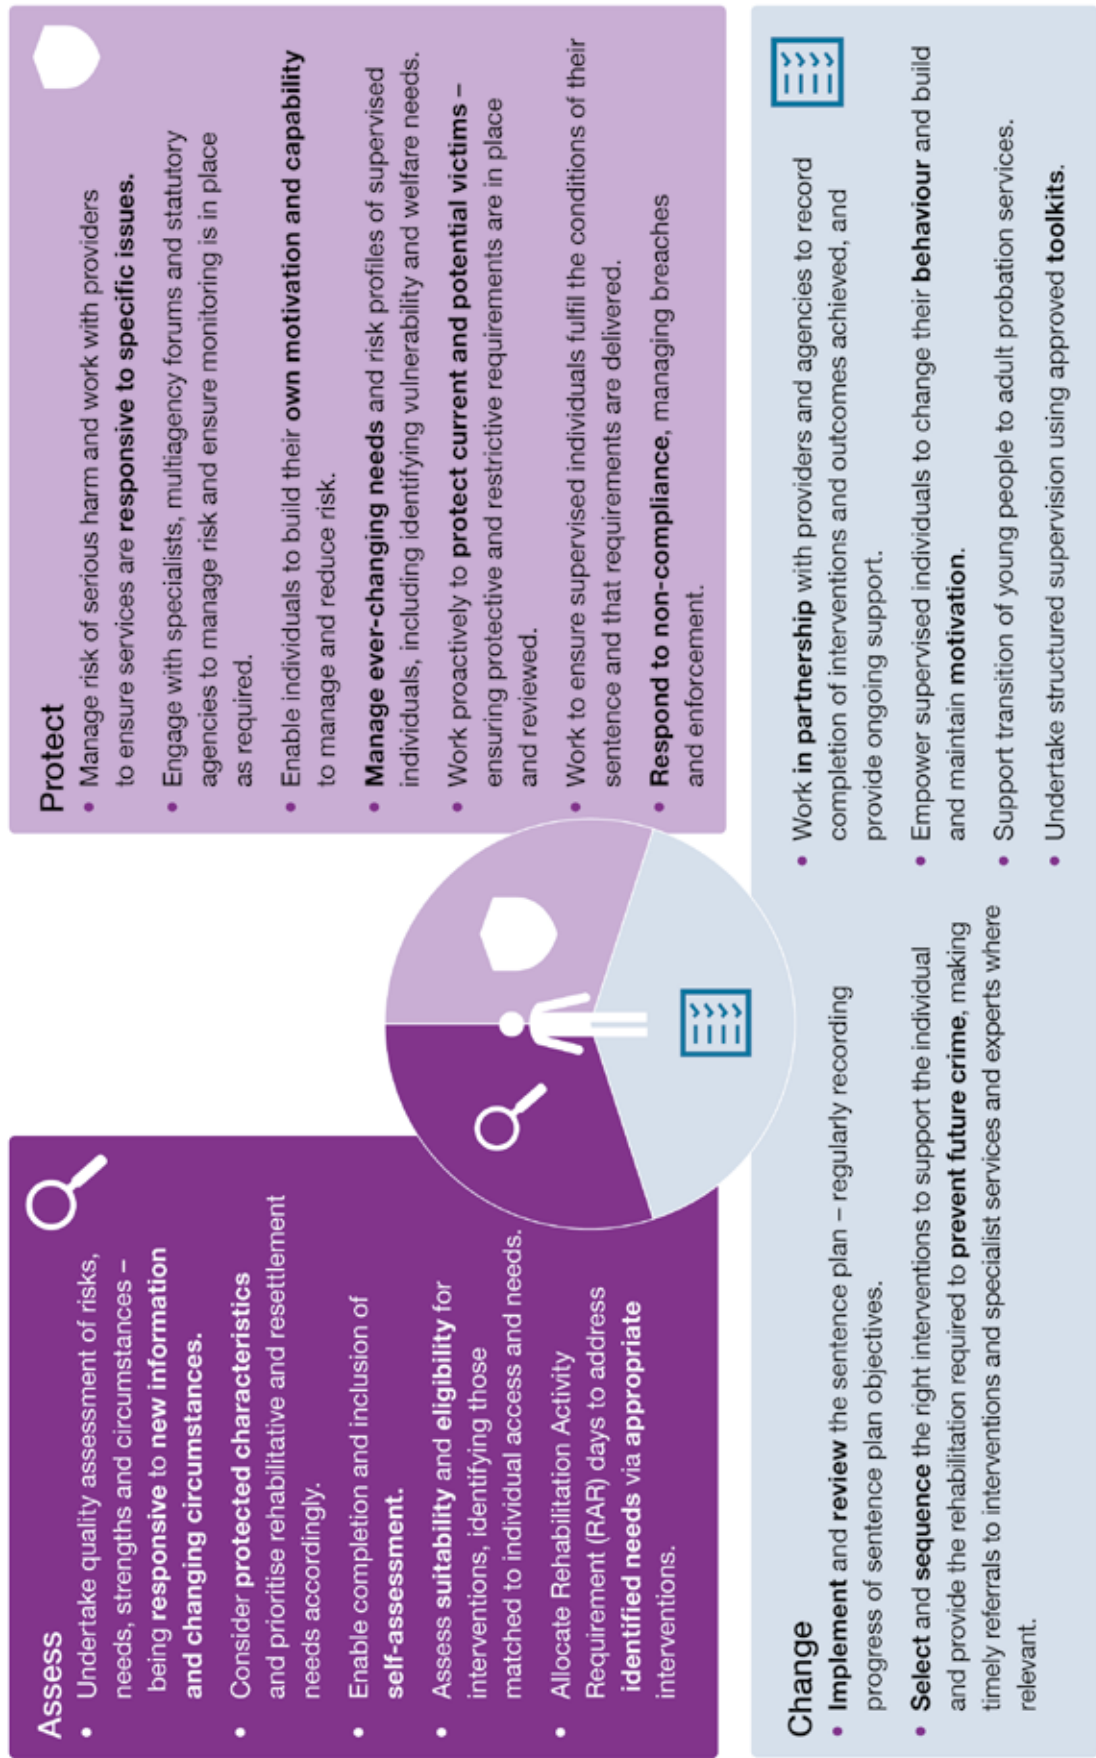 Assess
• Undertake quality assessment of risks,
needs, strengths and circumstances –
being responsive to new information
and changing circumstances.
• Consider protected characteristics
and prioritise rehabilitative and resettlement
needs accordingly.
• Enable completion and inclusion of
self-assessment.
• Assess suitability and eligibility for
interventions, identifying those
matched to individual access and needs.
• Allocate Rehabilitation Activity
Requirement (RAR) days to address
identified needs via appropriate
interventions.
Protect
• Manage risk of serious harm and work with providers
to ensure services are responsive to specific issues.
• Engage with specialists, multiagency forums and statutory
agencies to manage risk and ensure monitoring is in place
as required.
• Enable individuals to build their own motivation and capability
to manage and reduce risk.
• Manage ever-changing needs and risk profiles of supervised
individuals, including identifying vulnerability and welfare needs.
• Work proactively to protect current and potential victims –
ensuring protective and restrictive requirements are in place
and reviewed.
• Work to ensure supervised individuals fulfill the conditions of their
sentence and that requirements are delivered.
• Respond to non-compliance, managing breaches
and enforcement.
Change
• Implement and review the sentence plan – regularly recording
progress of sentence plan objectives.
• Select and sequence the right interventions to support the individual
and provide the rehabilitation required to prevent future crime, making
timely referrals to interventions and specialist services and experts where
relevant.
• Work in partnership with providers and agencies to record
completion of interventions and outcomes achieved, and
provide ongoing support.
• Empower supervised individuals to change their behaviour and build
and maintain motivation.
• Support transition of young people to adult probation services.
• Undertake structured supervision using approved toolkits.